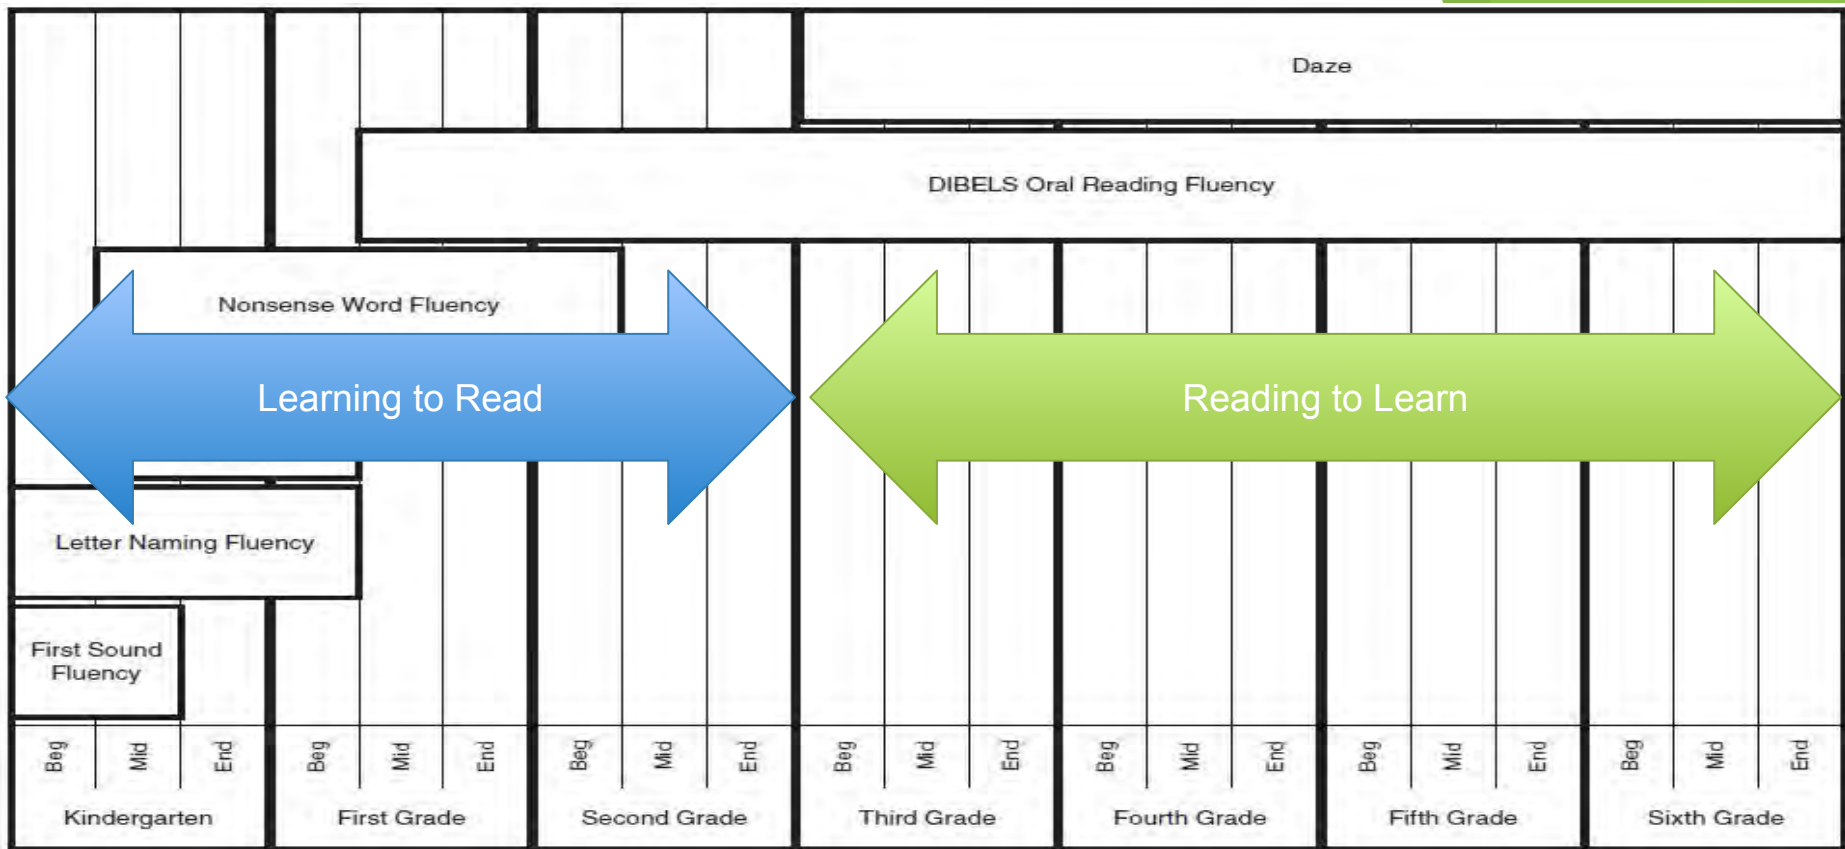 Daze
DIBELS Oral Reading Fluency
Nonsense Word Fluency
Learning to Read
Reading to Learn
Letter Naming Fluency
First Sound
Fluency
Beg Mid End Beg Mid End Beg Mid End Beg Mid End Beg Mid End Beg Mid End Beg Mid End
Kindergarten First Grade Second Grade Third Grade Fourth Grade Fifth Grade Sixth Grade